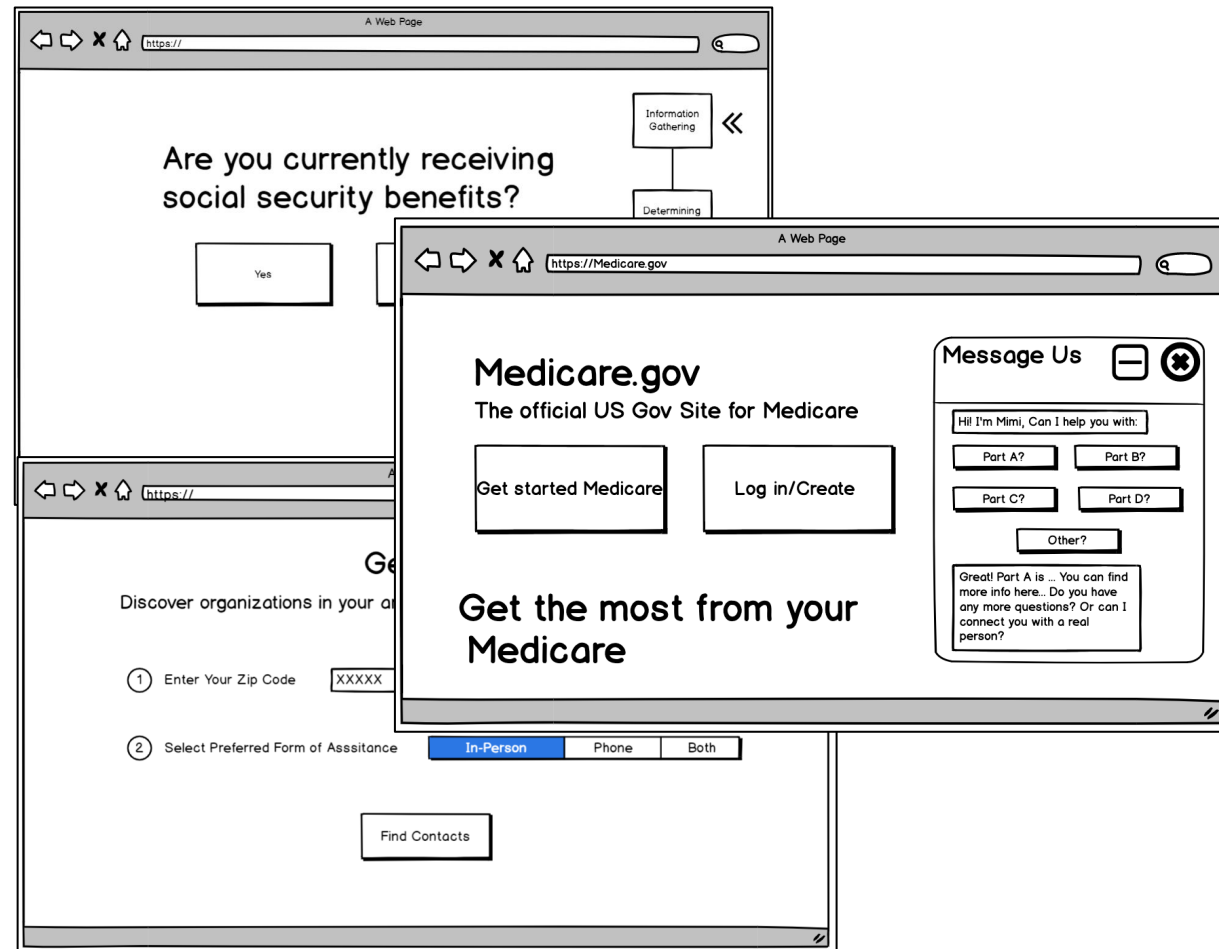 A Web Page
https://
Information
Gathering
Are you currently receiving
social security benefits?
Determining
Yes
A Web Page
https://Medicare.gov
Medicare.gov
The official US Gov Site for Medicare
Get started Medicare
Log in/Create
Get the most from your
Medicare
Message Us
Hi! I'm Mimi, Can I help you with:
Part A?
Part B?
Part C?
Part D?
Other?
Great! Part A is ... You can find
more info here... Do you have
any more questions? Or can I
connect you with a real
person?
https://
Discover organizations in your
1 Enter Your Zip Code XXXXX
2 Select Preferred Form of Asssitance In-Person Phone Both
Find Contacts